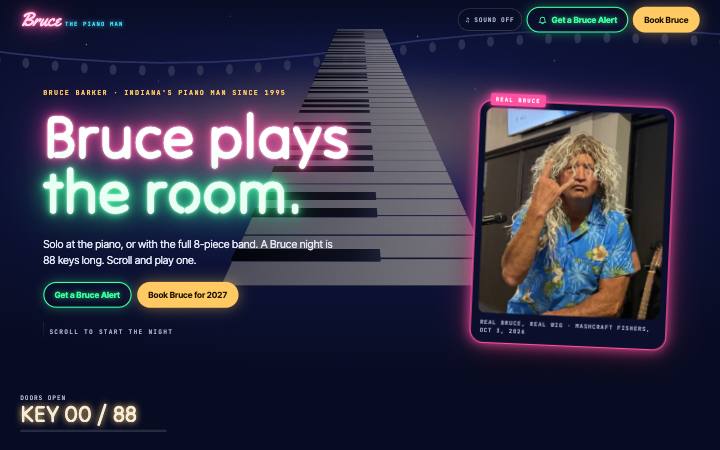 Bruce THE PIANO MAN
SOUND OFF
Get a Bruce Alert
Book Bruce
BRUCE BARKER · INDIANA'S PIANO MAN SINCE 1995
Bruce plays
the room.
Solo at the piano, or with the full 8-piece band. A Bruce night is
88 keys long. Scroll and play one.
Get a Bruce Alert
Book Bruce for 2027
SCROLL TO START THE NIGHT
REAL BRUCE
REAL BRUCE, REAL WIG · MASHCRAFT FISHERS,
OCT 3, 2026
DOORS OPEN
KEY 00 / 88